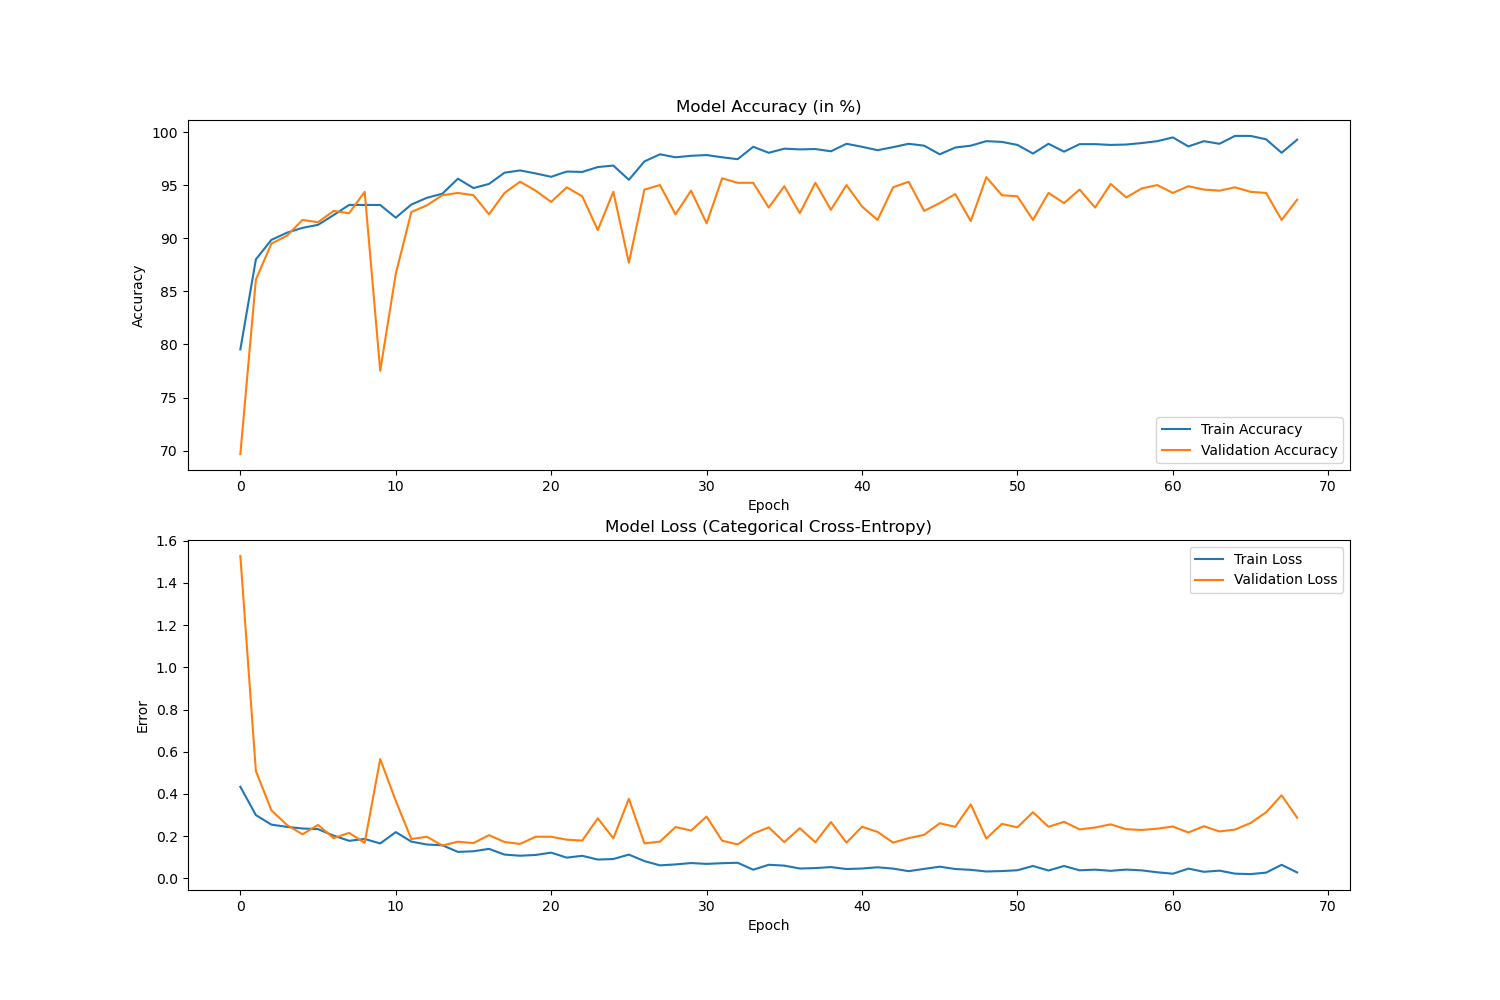 Model Accuracy (in %)
100
95
90
85
80
75
70
Accuracy
Train Accuracy
Validation Accuracy
0 10 20 30 40 50 60 70
Epoch
Model Loss (Categorical Cross-Entropy)
1.6
1.4
1.2
1.0
0.8
0.6
0.4
0.2
0.0
Error
Train Loss
Validation Loss
0 10 20 30 40 50 60 70
Epoch